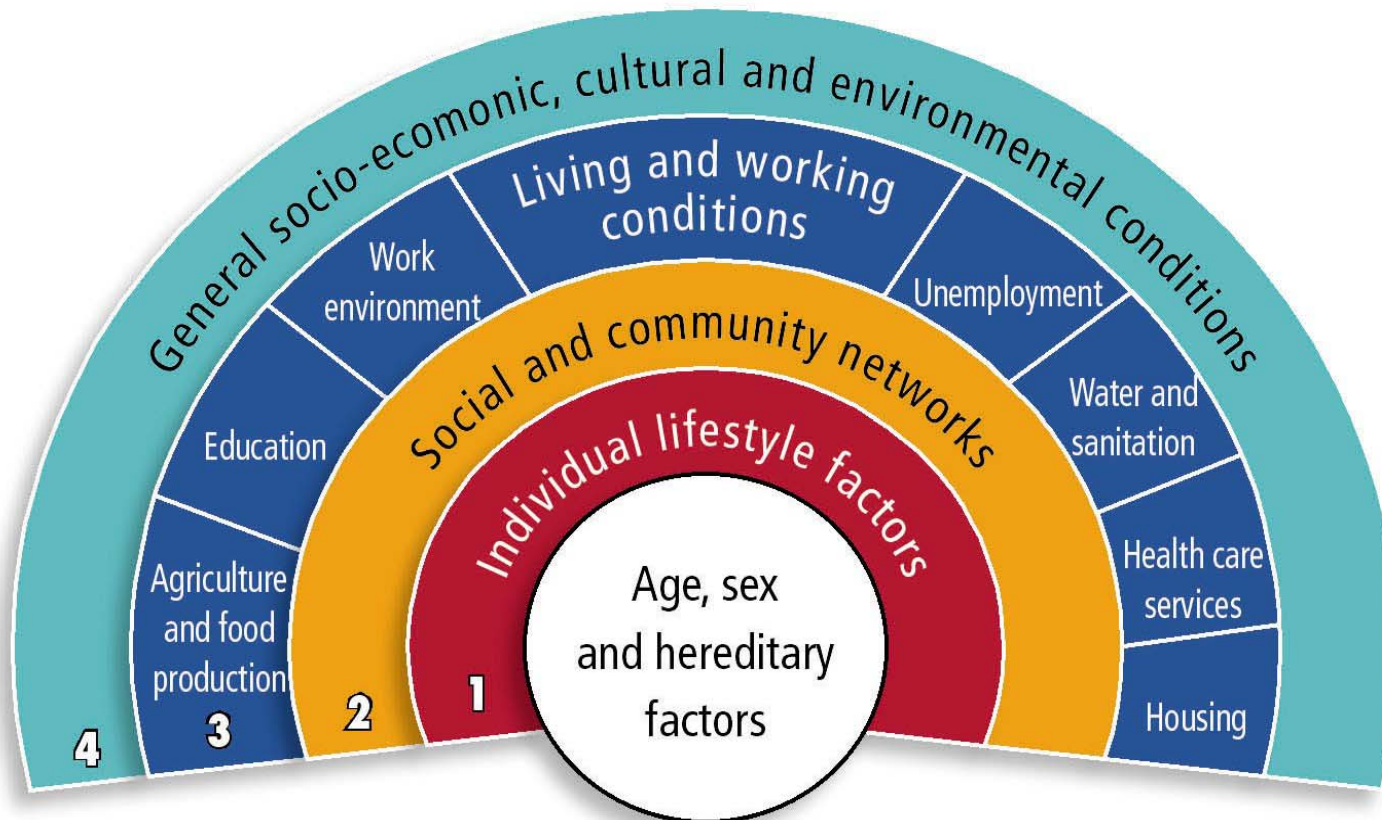 General socio-ecomonic, cultural and environmental conditions
Living and working
conditions
Work
environment
Unemployment
Education
Water and
sanitation
Agriculture
and food
production
Health care
services
Housing
Social and community networks
Individual lifestyle factors
Age, sex
and hereditary
factors
1
2
3
4